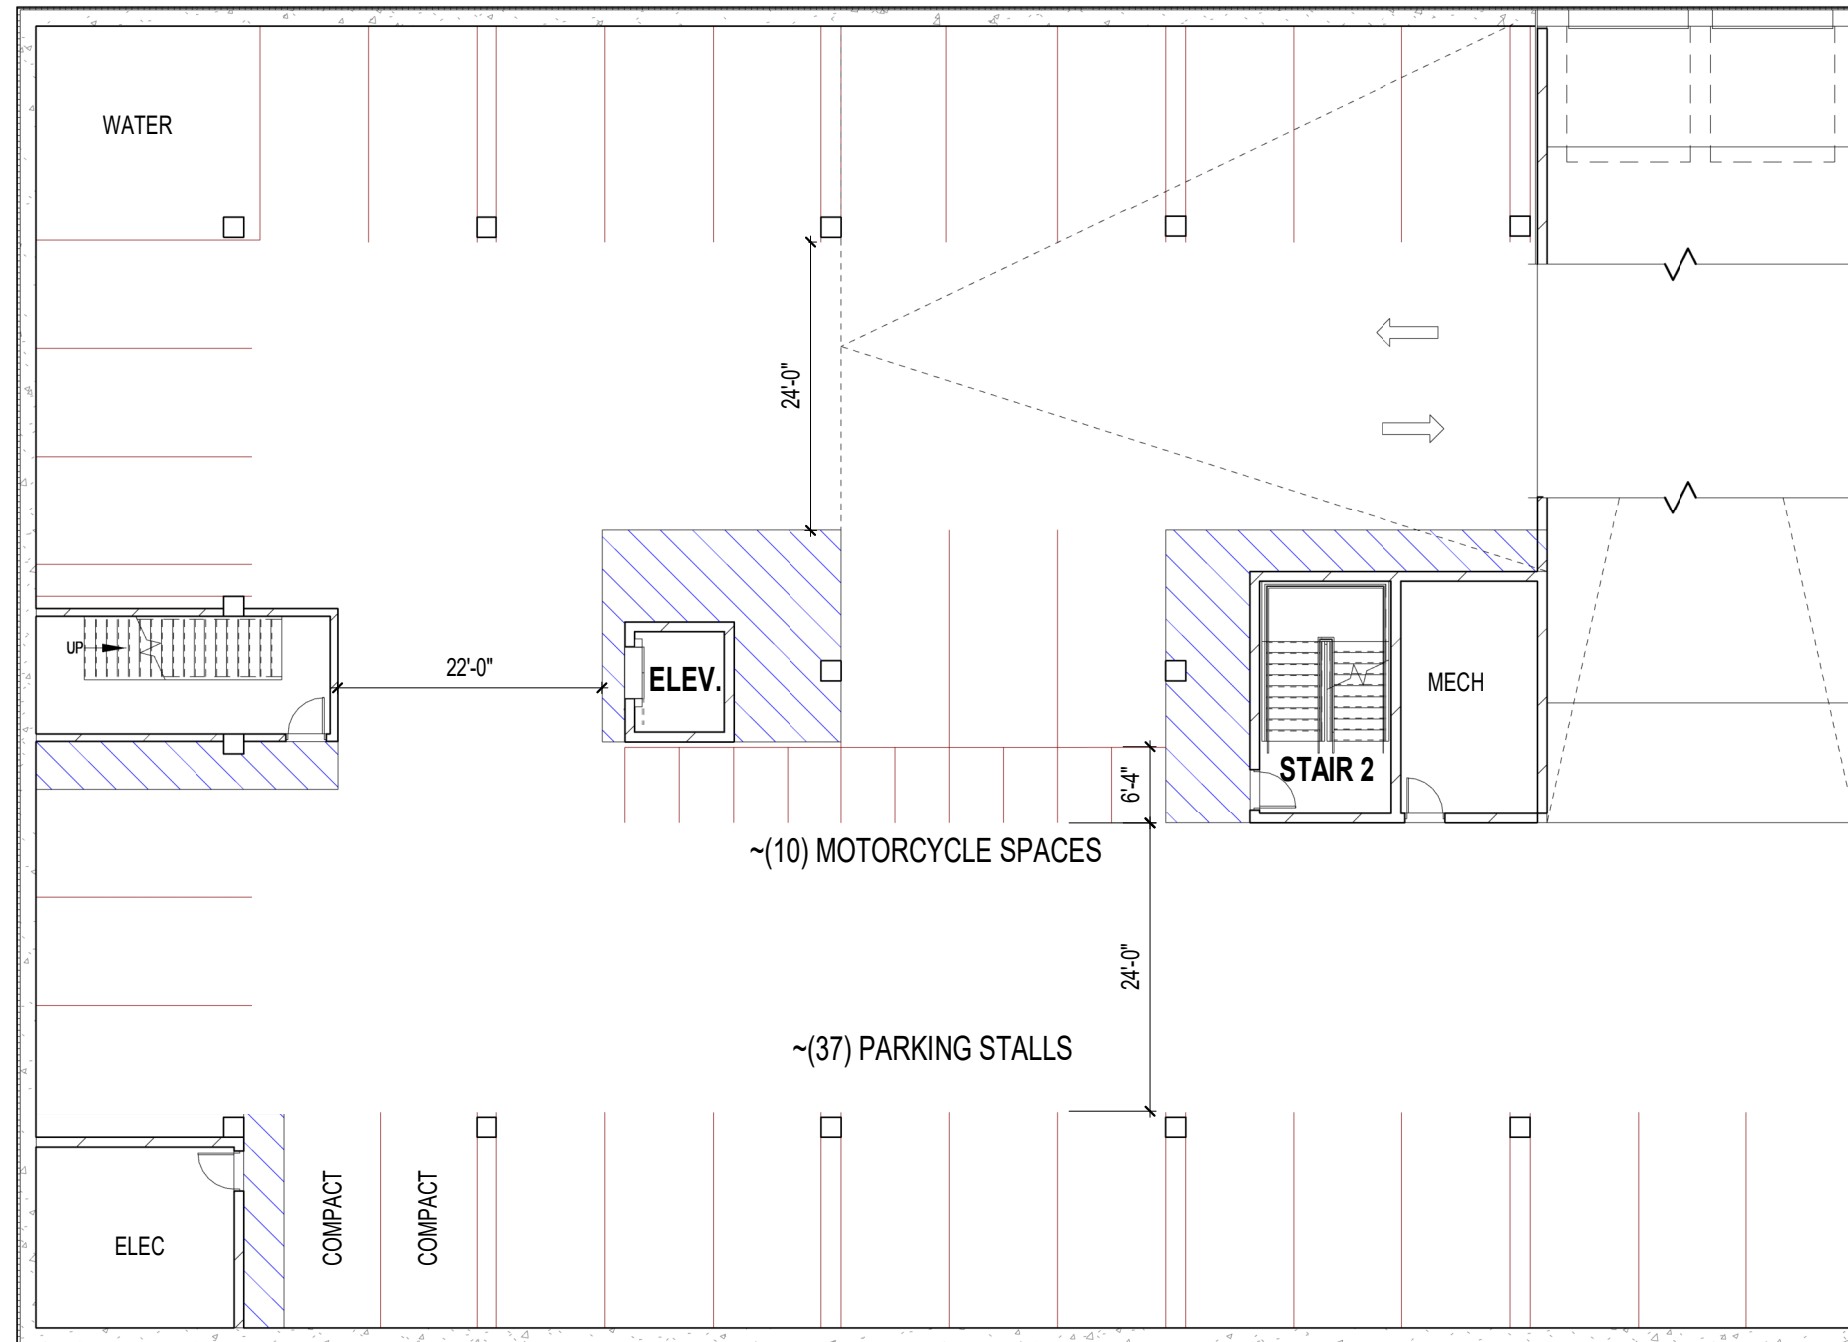 WATER
24'-0"
UP
22'-0"
ELEV.
MECH
STAIR 2
6'-4"
~(10) MOTORCYCLE SPACES
24'-0"
~(37) PARKING STALLS
COMPACT
COMPACT
ELEC